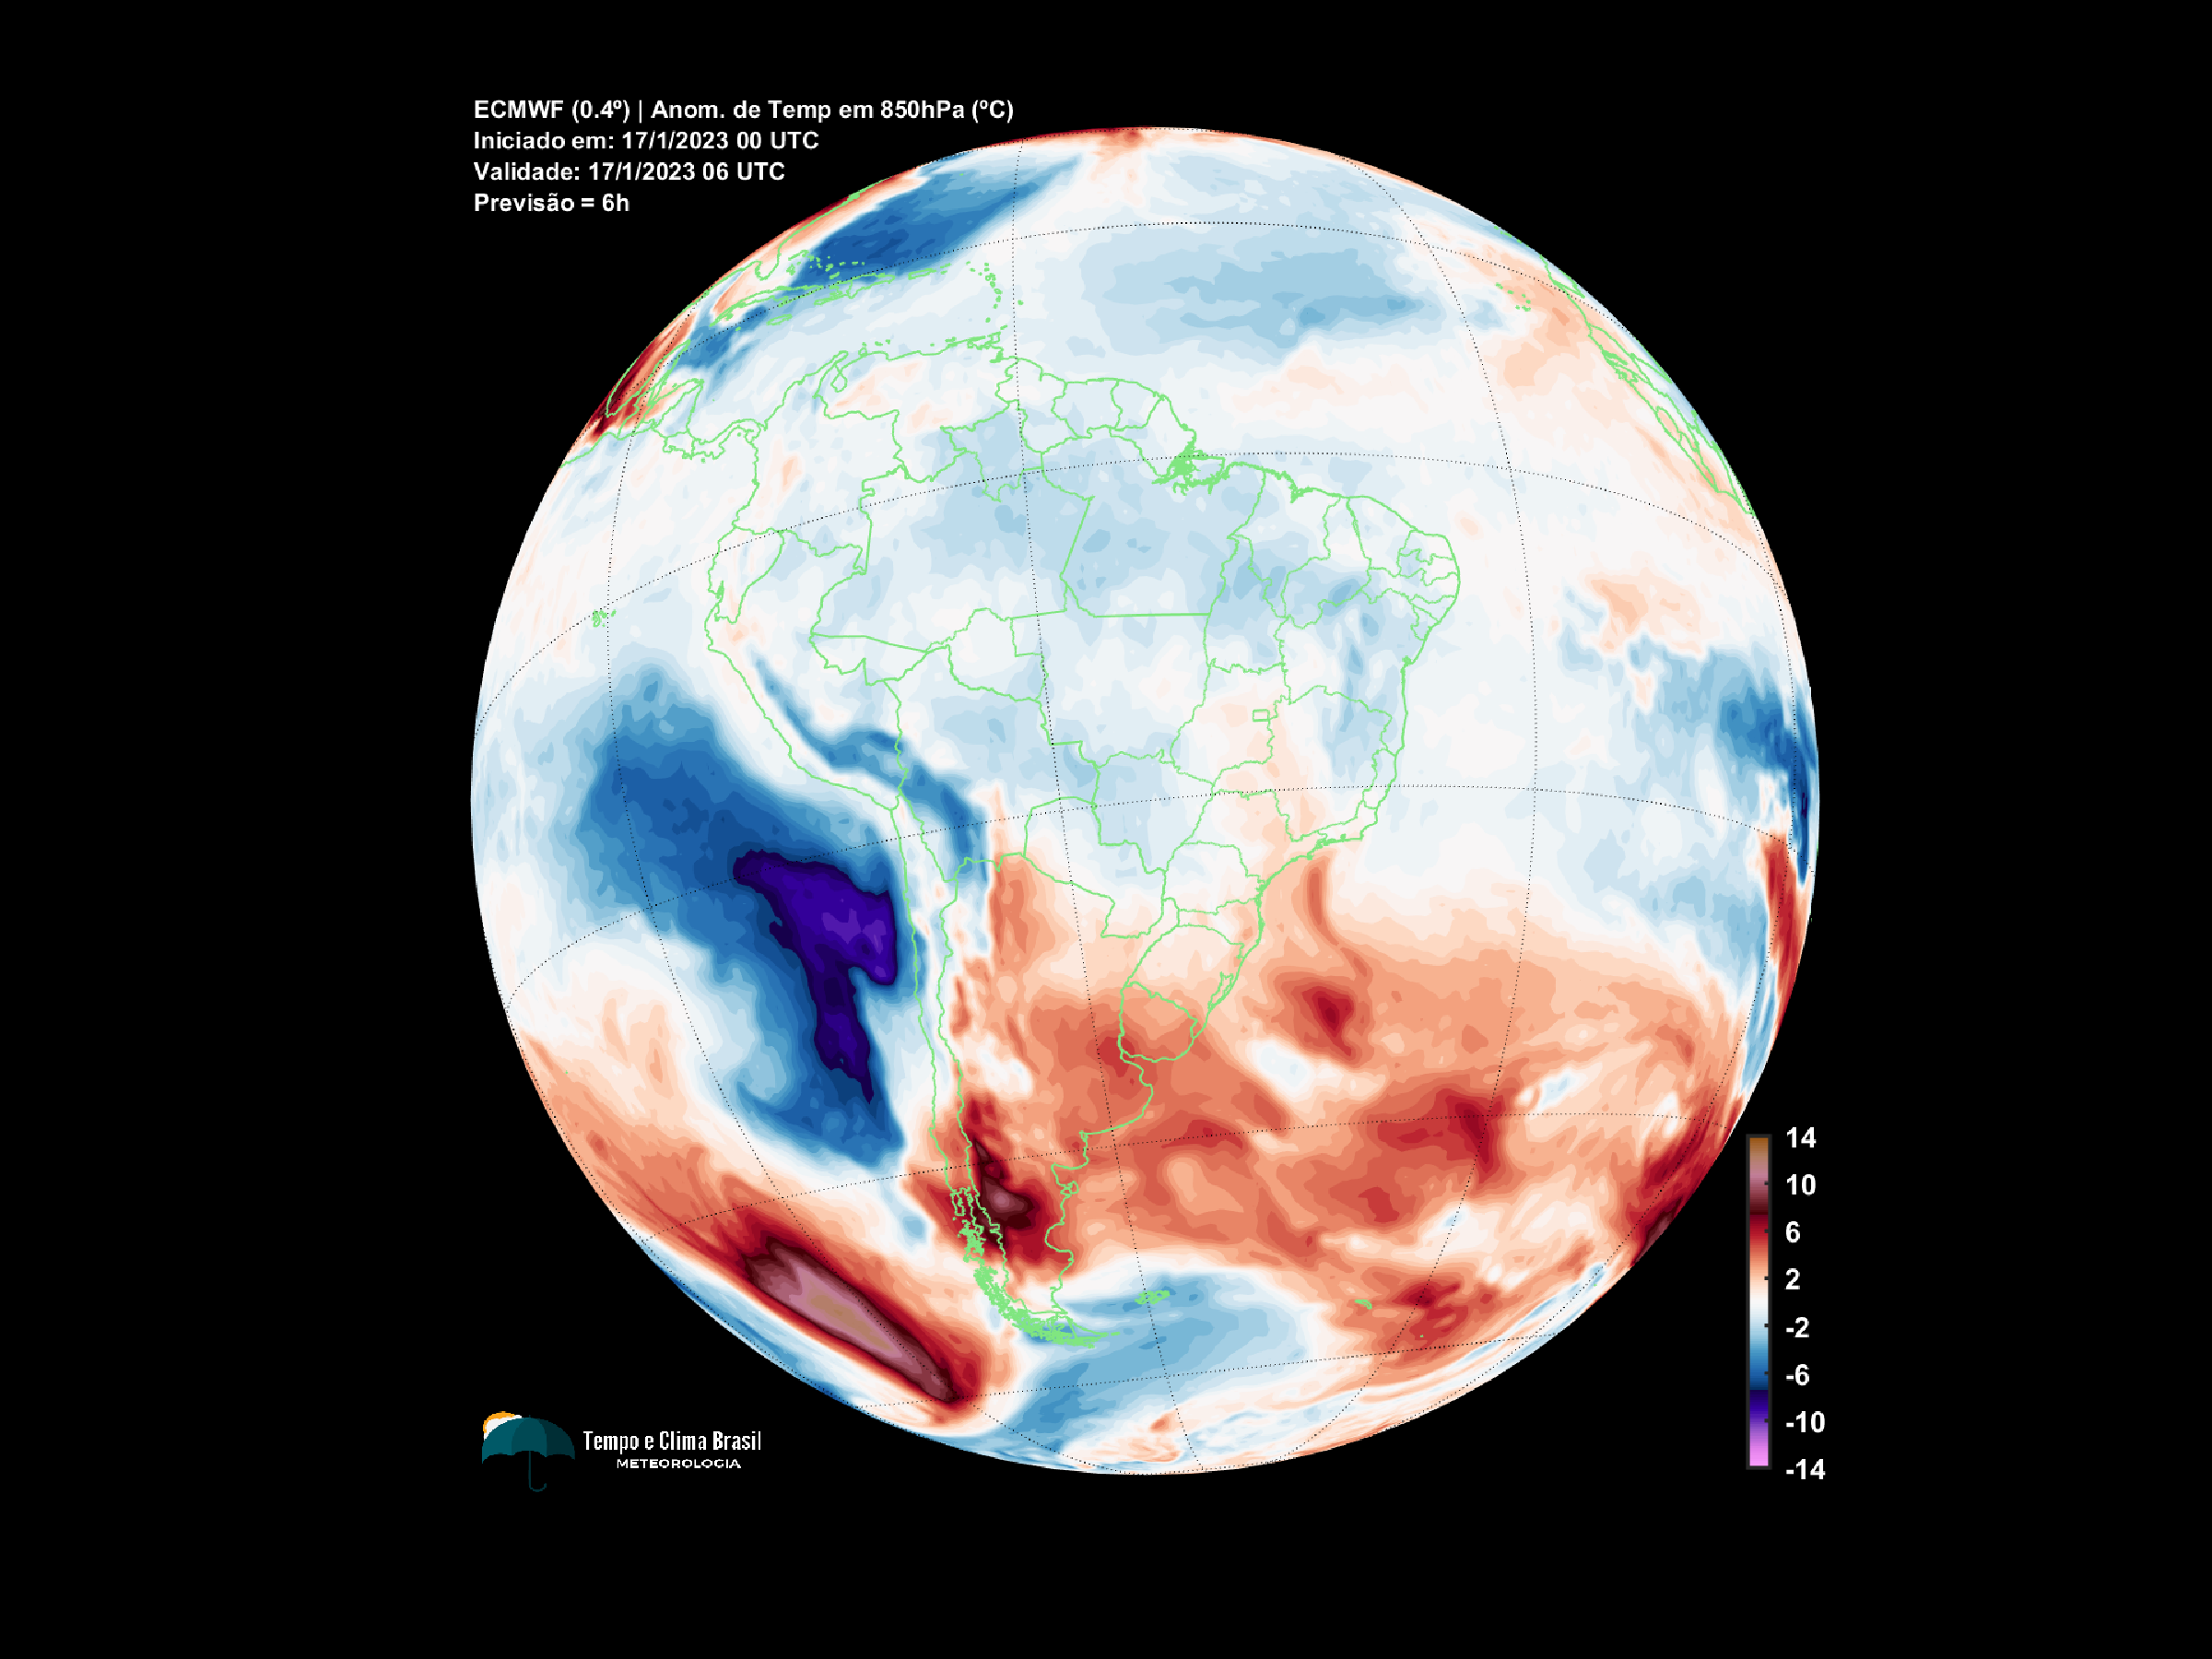 ECMWF (0.4º) | Anom. de Temp em 850hPa (ºC)
Iniciado em: 17/1/2023 00 UTC
Validade: 17/1/2023 06 UTC
Previsão = 6h
14
10
6
2
-2
-6
-10
-14
Tempo e Clima Brasil
METEOROLOGIA